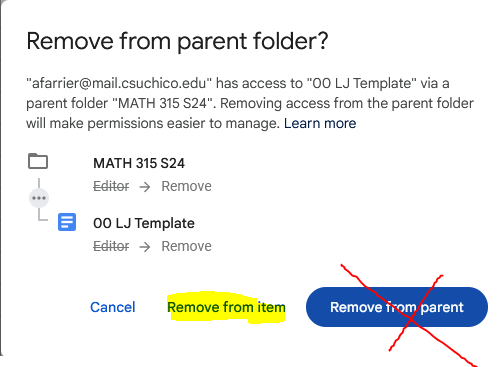 Remove from parent folder?
"afarrier@mail.csuchico.edu" has access to "00 LJ Template" via a
parent folder "MATH 315 S24". Removing access from the parent folder
will make permissions easier to manage. Learn more
MATH 315 S24
Editor → Remove
00 LJ Template
Editor → Remove
Cancel Remove from item Remove from parent